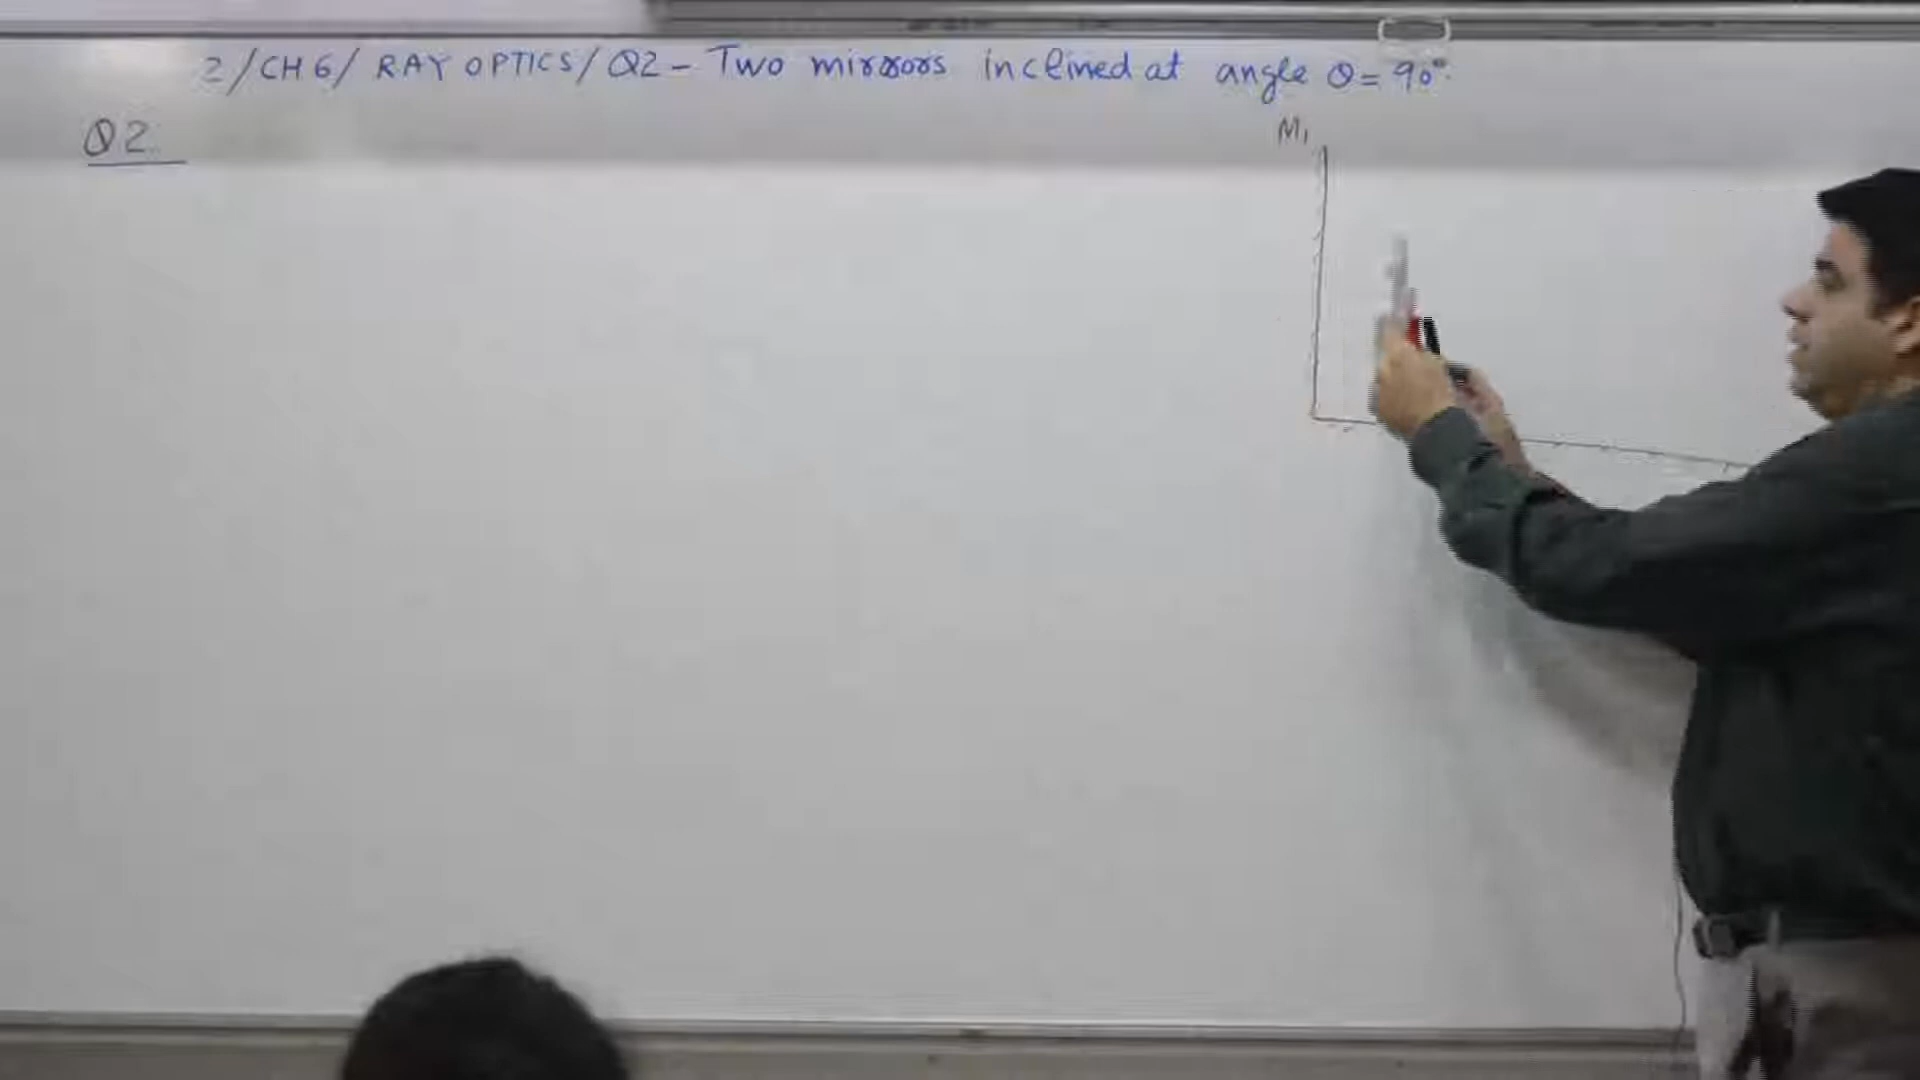 2/CH6/ RAY OPTICS/ Q2 - Two mirrors inclined at angle θ = 90°.
Q2.
M₁